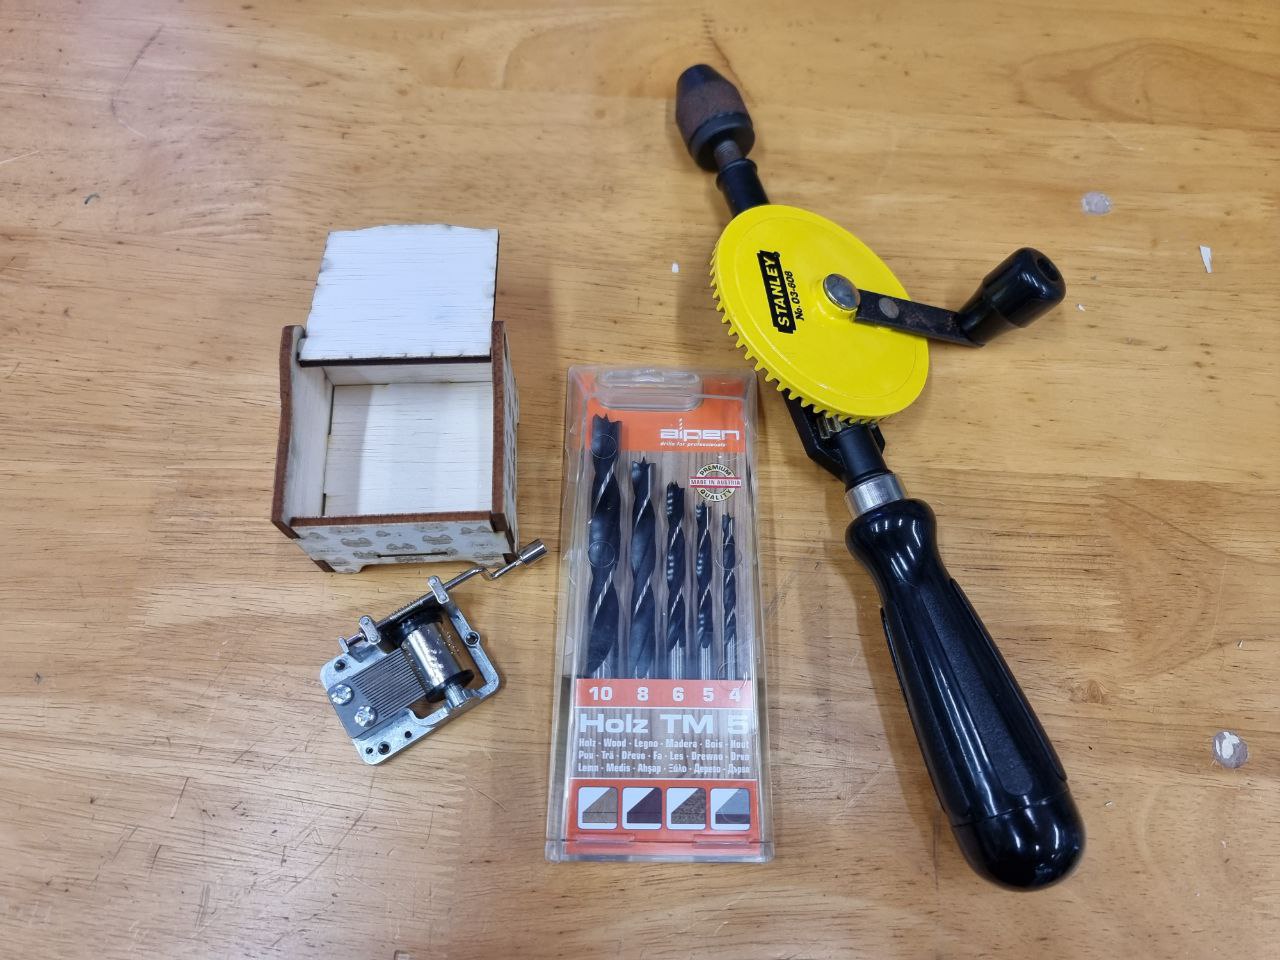 STANLEY
No. 03-608
alpen
drills for professionals
PREMIUM
MADE IN AUSTRIA
QUALITY
10 8 6 5 4
Holz TM 5
Holz - Wood - Legno - Madera - Bois - Hout
Puu - Trä - Dřevo - Fa - Les - Drewno - Drvo
Lemn - Medis - Ahşap - Ξύλο - Дерево - Дърво